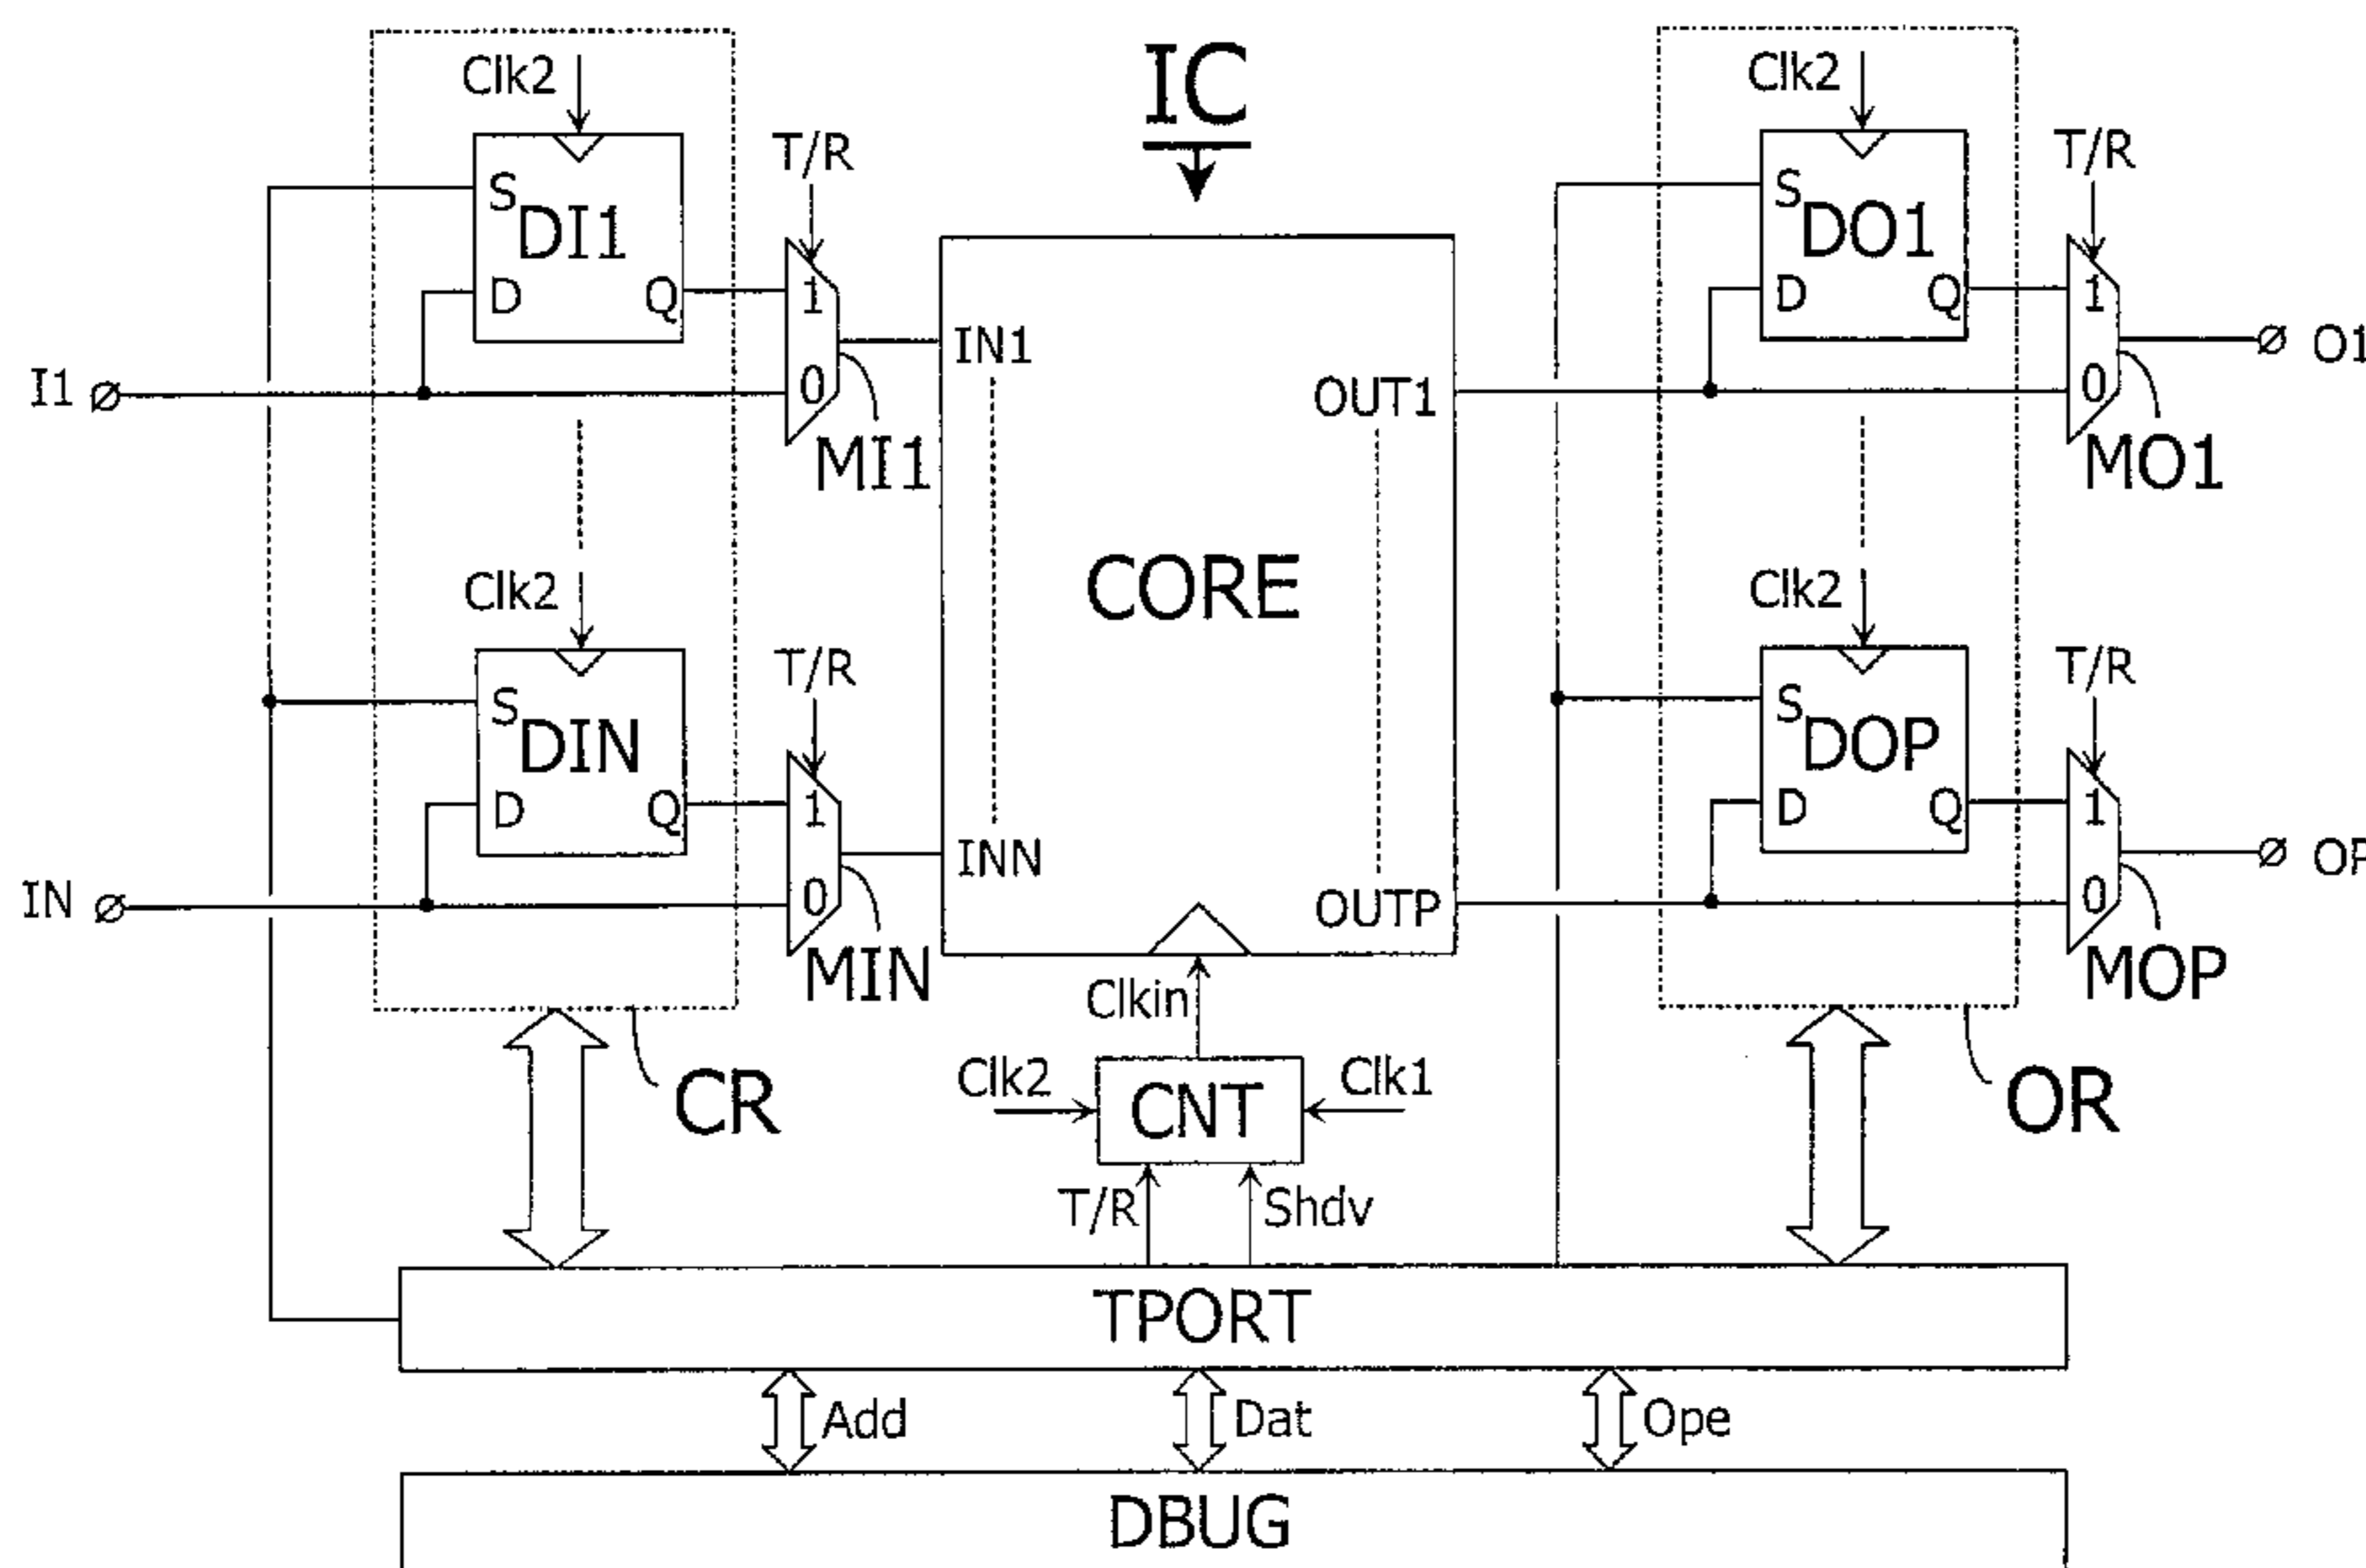 IC
Clk2
T/R
S
DI1
D
Q
1
0
I1
MI1
IN1
Clk2
T/R
S
DIN
D
Q
1
0
IN
MIN
INN
CORE
OUT1
OUTP
Clk2
T/R
S
DO1
D
Q
1
0
O1
MO1
Clk2
T/R
S
DOP
D
Q
1
0
OP
MOP
CR
Clkin
Clk2
CNT
Clk1
T/R
Shdv
OR
TPORT
Add
Dat
Ope
DBUG